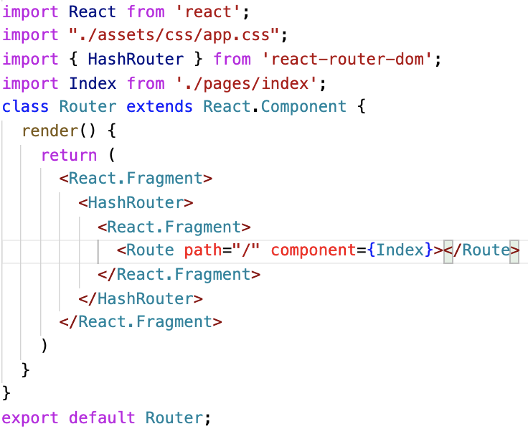 import React from 'react';
import "./assets/css/app.css";
import { HashRouter } from 'react-router-dom';
import Index from './pages/index';
class Router extends React.Component {
  render() {
    return (
      <React.Fragment>
        <HashRouter>
          <React.Fragment>
            <Route path="/" component={Index}></Route>
          </React.Fragment>
        </HashRouter>
      </React.Fragment>
    )
  }
}
export default Router;